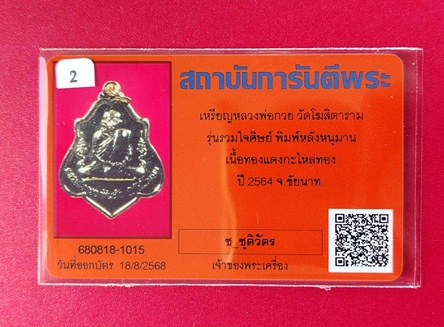 2
สถาบันการันตีพระ
เหรียญหลวงพ่อกวย วัดโฆสิตาราม
รุ่นรวมใจศิษย์ พิมพ์หลังหนุมาน
เนื้อทองแดงกะไหล่ทอง
ปี 2564 จ.ชัยนาท
680818-1015
วันที่ออกบัตร 18/8/2568
ช ชุติวัตร
เจ้าของพระเครื่อง